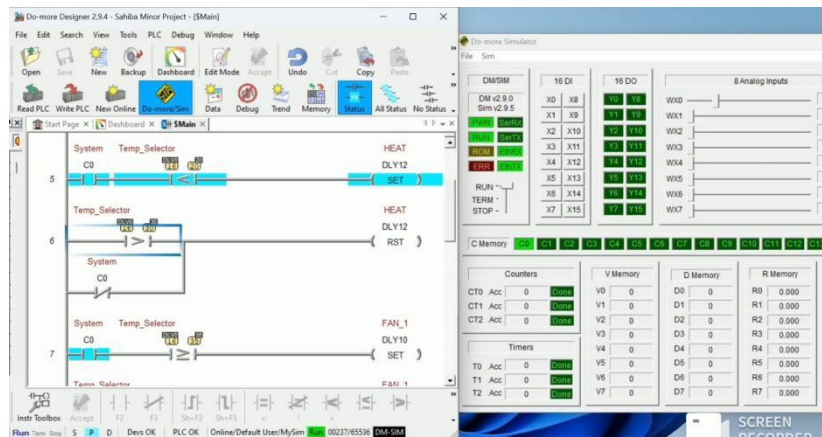 Do-more Designer 2.9.4 - Sahiba Minor Project - [$Main]
File Edit Search View Tools PLC Debug Window Help
Open Save New Backup Dashboard Edit Mode Accept Undo Cut Copy Paste
Read PLC Write PLC New Online Do-more/Sim Data Debug Trend Memory Status All Status No Status
Start Page Dashboard $Main
System Temp_Selector HEAT
C0 DLY12
5 < SET
Temp_Selector HEAT
DLY12
6 > RST
System
C0
System Temp_Selector FAN_1
C0 DLY10
7 ≥ SET
Temp_Selector FAN_1
Instr Toolbox Accept F2 F3 Sh+F2 Sh+F3
Run Term Stop S P D Devs OK PLC OK Online/Default User/MySim Run 00237/65536 DM-SIM
Do-more Simulator
File Sim
DM/SIM 16 DI 16 DO 8 Analog Inputs
DM v2.9.0
Sim v2.9.5
PWR SerRX
RUN SerTX
ROM EthRX
ERR EthTX
RUN -
TERM -
STOP -
X0 X8 Y0 Y8 WX0
X1 X9 Y1 Y9 WX1
X2 X10 Y2 Y10 WX2
X3 X11 Y3 Y11 WX3
X4 X12 Y4 Y12 WX4
X5 X13 Y5 Y13 WX5
X6 X14 Y6 Y14 WX6
X7 X15 Y7 Y15 WX7
C Memory C0 C1 C2 C3 C4 C5 C6 C7 C8 C9 C10 C11 C12
Counters V Memory D Memory R Memory
CT0 .Acc 0 Done V0 0 D0 0 R0 0.000
CT1 .Acc 0 Done V1 0 D1 0 R1 0.000
CT2 .Acc 0 Done V2 0 D2 0 R2 0.000
V3 0 D3 0 R3 0.000
Timers V4 0 D4 0 R4 0.000
T0 .Acc 0 Done V5 0 D5 0 R5 0.000
T1 .Acc 0 Done V6 0 D6 0 R6 0.000
T2 .Acc 0 Done V7 0 D7 0 R7 0.000
SCREEN
RECORDER